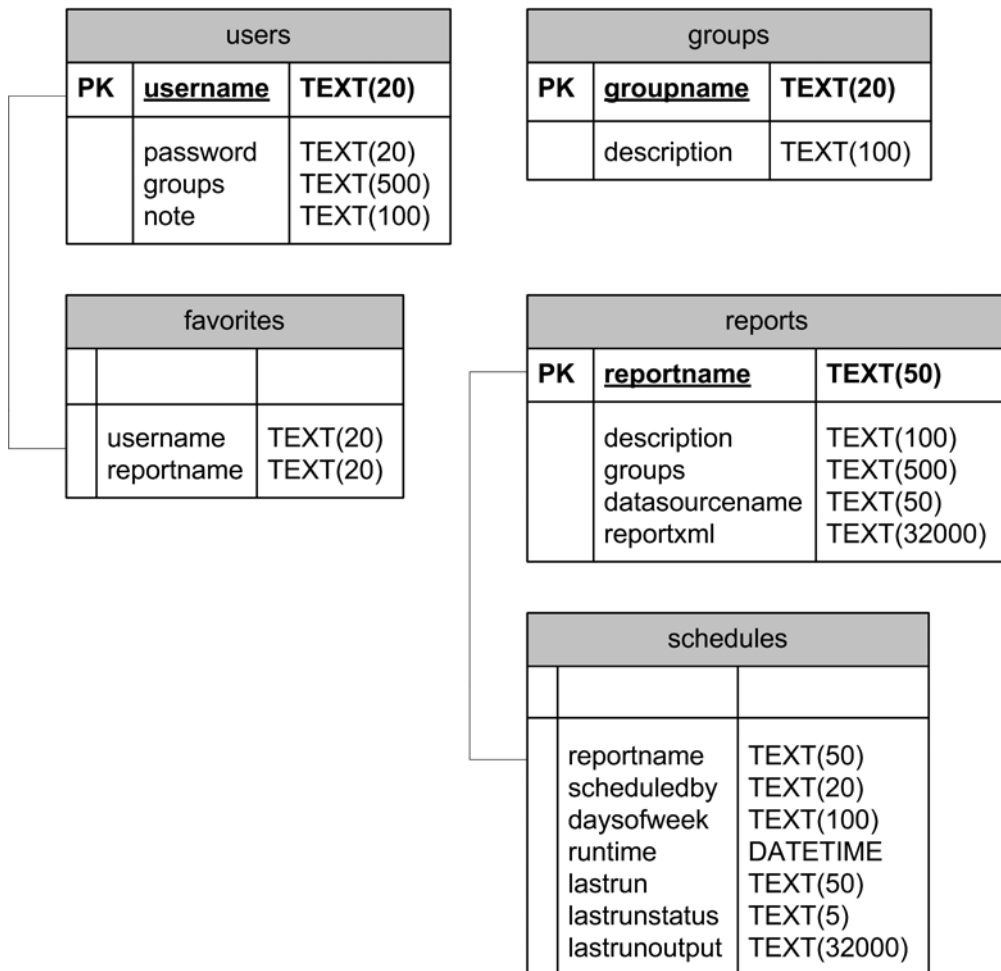 users
PK username TEXT(20)
password TEXT(20)
groups TEXT(500)
note TEXT(100)
groups
PK groupname TEXT(20)
description TEXT(100)
favorites
username TEXT(20)
reportname TEXT(20)
reports
PK reportname TEXT(50)
description TEXT(100)
groups TEXT(500)
datasourcename TEXT(50)
reportxml TEXT(32000)
schedules
reportname TEXT(50)
scheduledby TEXT(20)
daysofweek TEXT(100)
runtime DATETIME
lastrun TEXT(50)
lastrunstatus TEXT(5)
lastrunoutput TEXT(32000)